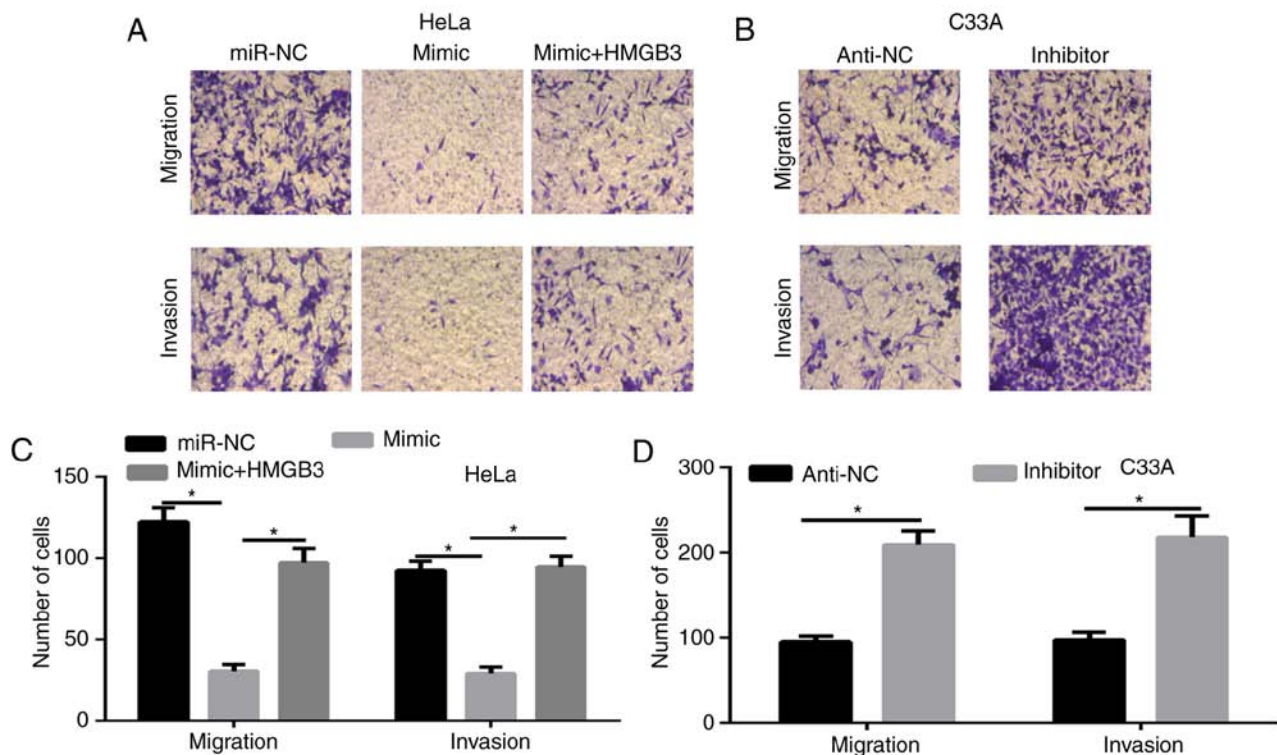 A
HeLa
miR-NC Mimic Mimic+HMGB3
Migration
Invasion
B
C33A
Anti-NC Inhibitor
Migration
Invasion
C
miR-NC Mimic
Mimic+HMGB3
HeLa
Number of cells
150
100
50
0
* * * *
Migration Invasion
D
Anti-NC Inhibitor C33A
Number of cells
300
200
100
0
* *
Migration Invasion